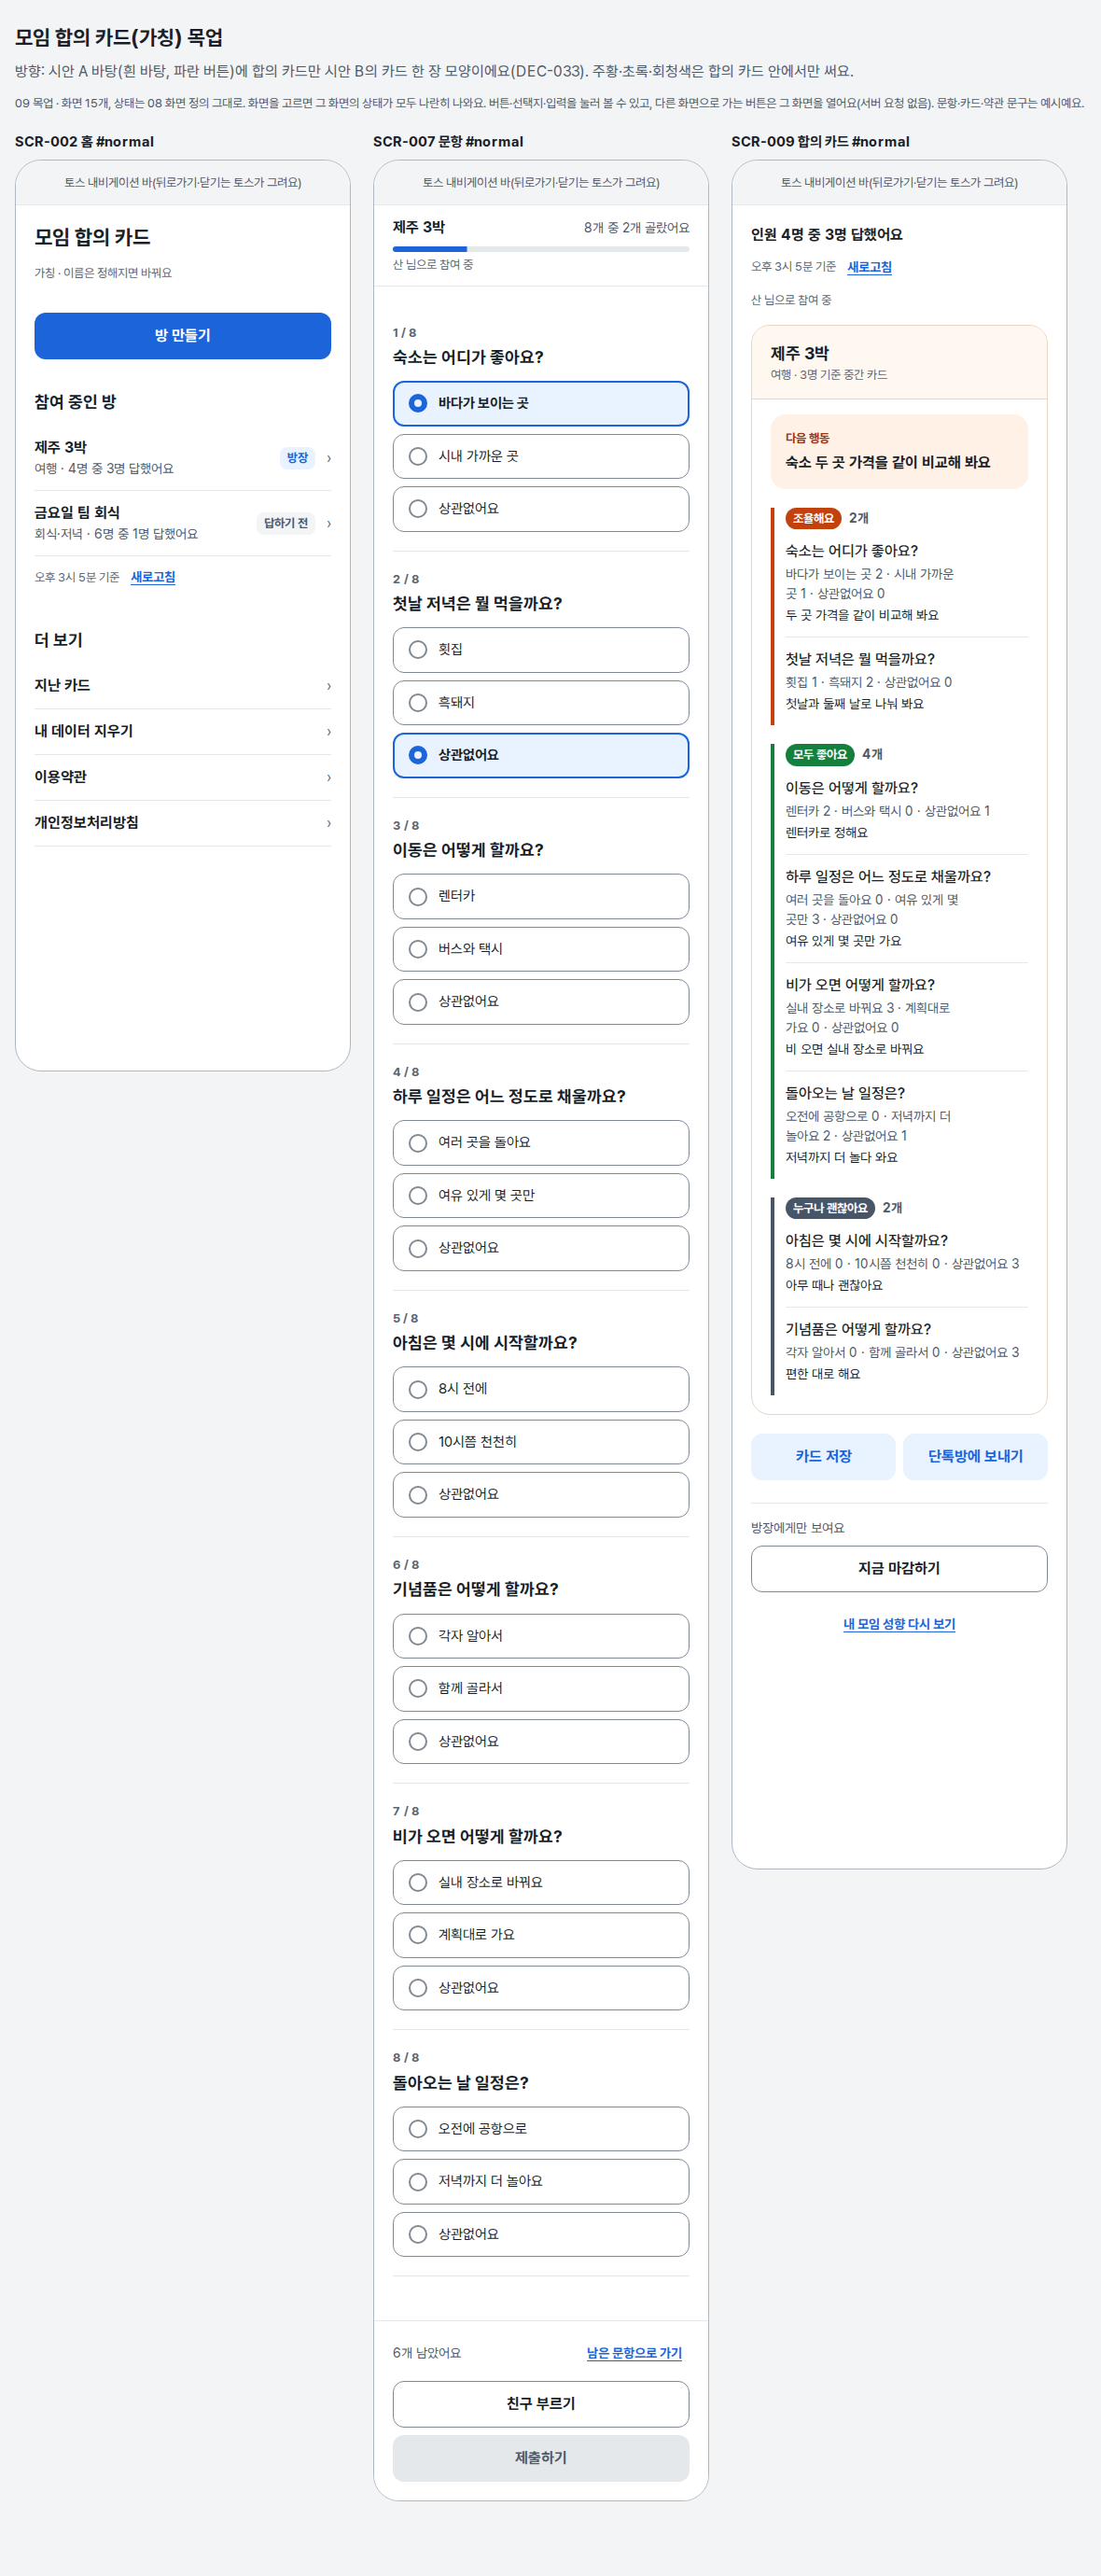 모임 합의 카드(가칭) 목업
방향: 시안 A 바탕(흰 바탕, 파란 버튼)에 합의 카드만 시안 B의 카드 한 장 모양이에요(DEC-033). 주황·초록·회청색은 합의 카드 안에서만 써요.
09 목업 · 화면 15개, 상태는 08 화면 정의 그대로. 화면을 고르면 그 화면의 상태가 모두 나란히 나와요. 버튼·선택지·입력을 눌러 볼 수 있고, 다른 화면으로 가는 버튼은 그 화면을 열어요(서버 요청 없음). 문항·카드·약관 문구는 예시예요.
SCR-002 홈 #normal
토스 내비게이션 바(뒤로가기·닫기는 토스가 그려요)
모임 합의 카드
가칭 · 이름은 정해지면 바꿔요
방 만들기
참여 중인 방
제주 3박
여행 · 4명 중 3명 답했어요
방장
›
금요일 팀 회식
회식·저녁 · 6명 중 1명 답했어요
답하기 전
›
오후 3시 5분 기준 새로고침
더 보기
지난 카드 ›
내 데이터 지우기 ›
이용약관 ›
개인정보처리방침 ›
SCR-007 문항 #normal
토스 내비게이션 바(뒤로가기·닫기는 토스가 그려요)
제주 3박 8개 중 2개 골랐어요
산 님으로 참여 중
1 / 8
숙소는 어디가 좋아요?
바다가 보이는 곳
시내 가까운 곳
상관없어요
2 / 8
첫날 저녁은 뭘 먹을까요?
횟집
흑돼지
상관없어요
3 / 8
이동은 어떻게 할까요?
렌터카
버스와 택시
상관없어요
4 / 8
하루 일정은 어느 정도로 채울까요?
여러 곳을 돌아요
여유 있게 몇 곳만
상관없어요
5 / 8
아침은 몇 시에 시작할까요?
8시 전에
10시쯤 천천히
상관없어요
6 / 8
기념품은 어떻게 할까요?
각자 알아서
함께 골라서
상관없어요
7 / 8
비가 오면 어떻게 할까요?
실내 장소로 바꿔요
계획대로 가요
상관없어요
8 / 8
돌아오는 날 일정은?
오전에 공항으로
저녁까지 더 놀아요
상관없어요
6개 남았어요 남은 문항으로 가기
친구 부르기
제출하기
SCR-009 합의 카드 #normal
토스 내비게이션 바(뒤로가기·닫기는 토스가 그려요)
인원 4명 중 3명 답했어요
오후 3시 5분 기준 새로고침
산 님으로 참여 중
제주 3박
여행 · 3명 기준 중간 카드
다음 행동
숙소 두 곳 가격을 같이 비교해 봐요
조율해요 2개
숙소는 어디가 좋아요?
바다가 보이는 곳 2 · 시내 가까운
곳 1 · 상관없어요 0
두 곳 가격을 같이 비교해 봐요
첫날 저녁은 뭘 먹을까요?
횟집 1 · 흑돼지 2 · 상관없어요 0
첫날과 둘째 날로 나눠 봐요
모두 좋아요 4개
이동은 어떻게 할까요?
렌터카 2 · 버스와 택시 0 · 상관없어요 1
렌터카로 정해요
하루 일정은 어느 정도로 채울까요?
여러 곳을 돌아요 0 · 여유 있게 몇
곳만 3 · 상관없어요 0
여유 있게 몇 곳만 가요
비가 오면 어떻게 할까요?
실내 장소로 바꿔요 3 · 계획대로
가요 0 · 상관없어요 0
비 오면 실내 장소로 바꿔요
돌아오는 날 일정은?
오전에 공항으로 0 · 저녁까지 더
놀아요 2 · 상관없어요 1
저녁까지 더 놀다 와요
누구나 괜찮아요 2개
아침은 몇 시에 시작할까요?
8시 전에 0 · 10시쯤 천천히 0 · 상관없어요 3
아무 때나 괜찮아요
기념품은 어떻게 할까요?
각자 알아서 0 · 함께 골라서 0 · 상관없어요 3
편한 대로 해요
카드 저장
단톡방에 보내기
방장에게만 보여요
지금 마감하기
내 모임 성향 다시 보기